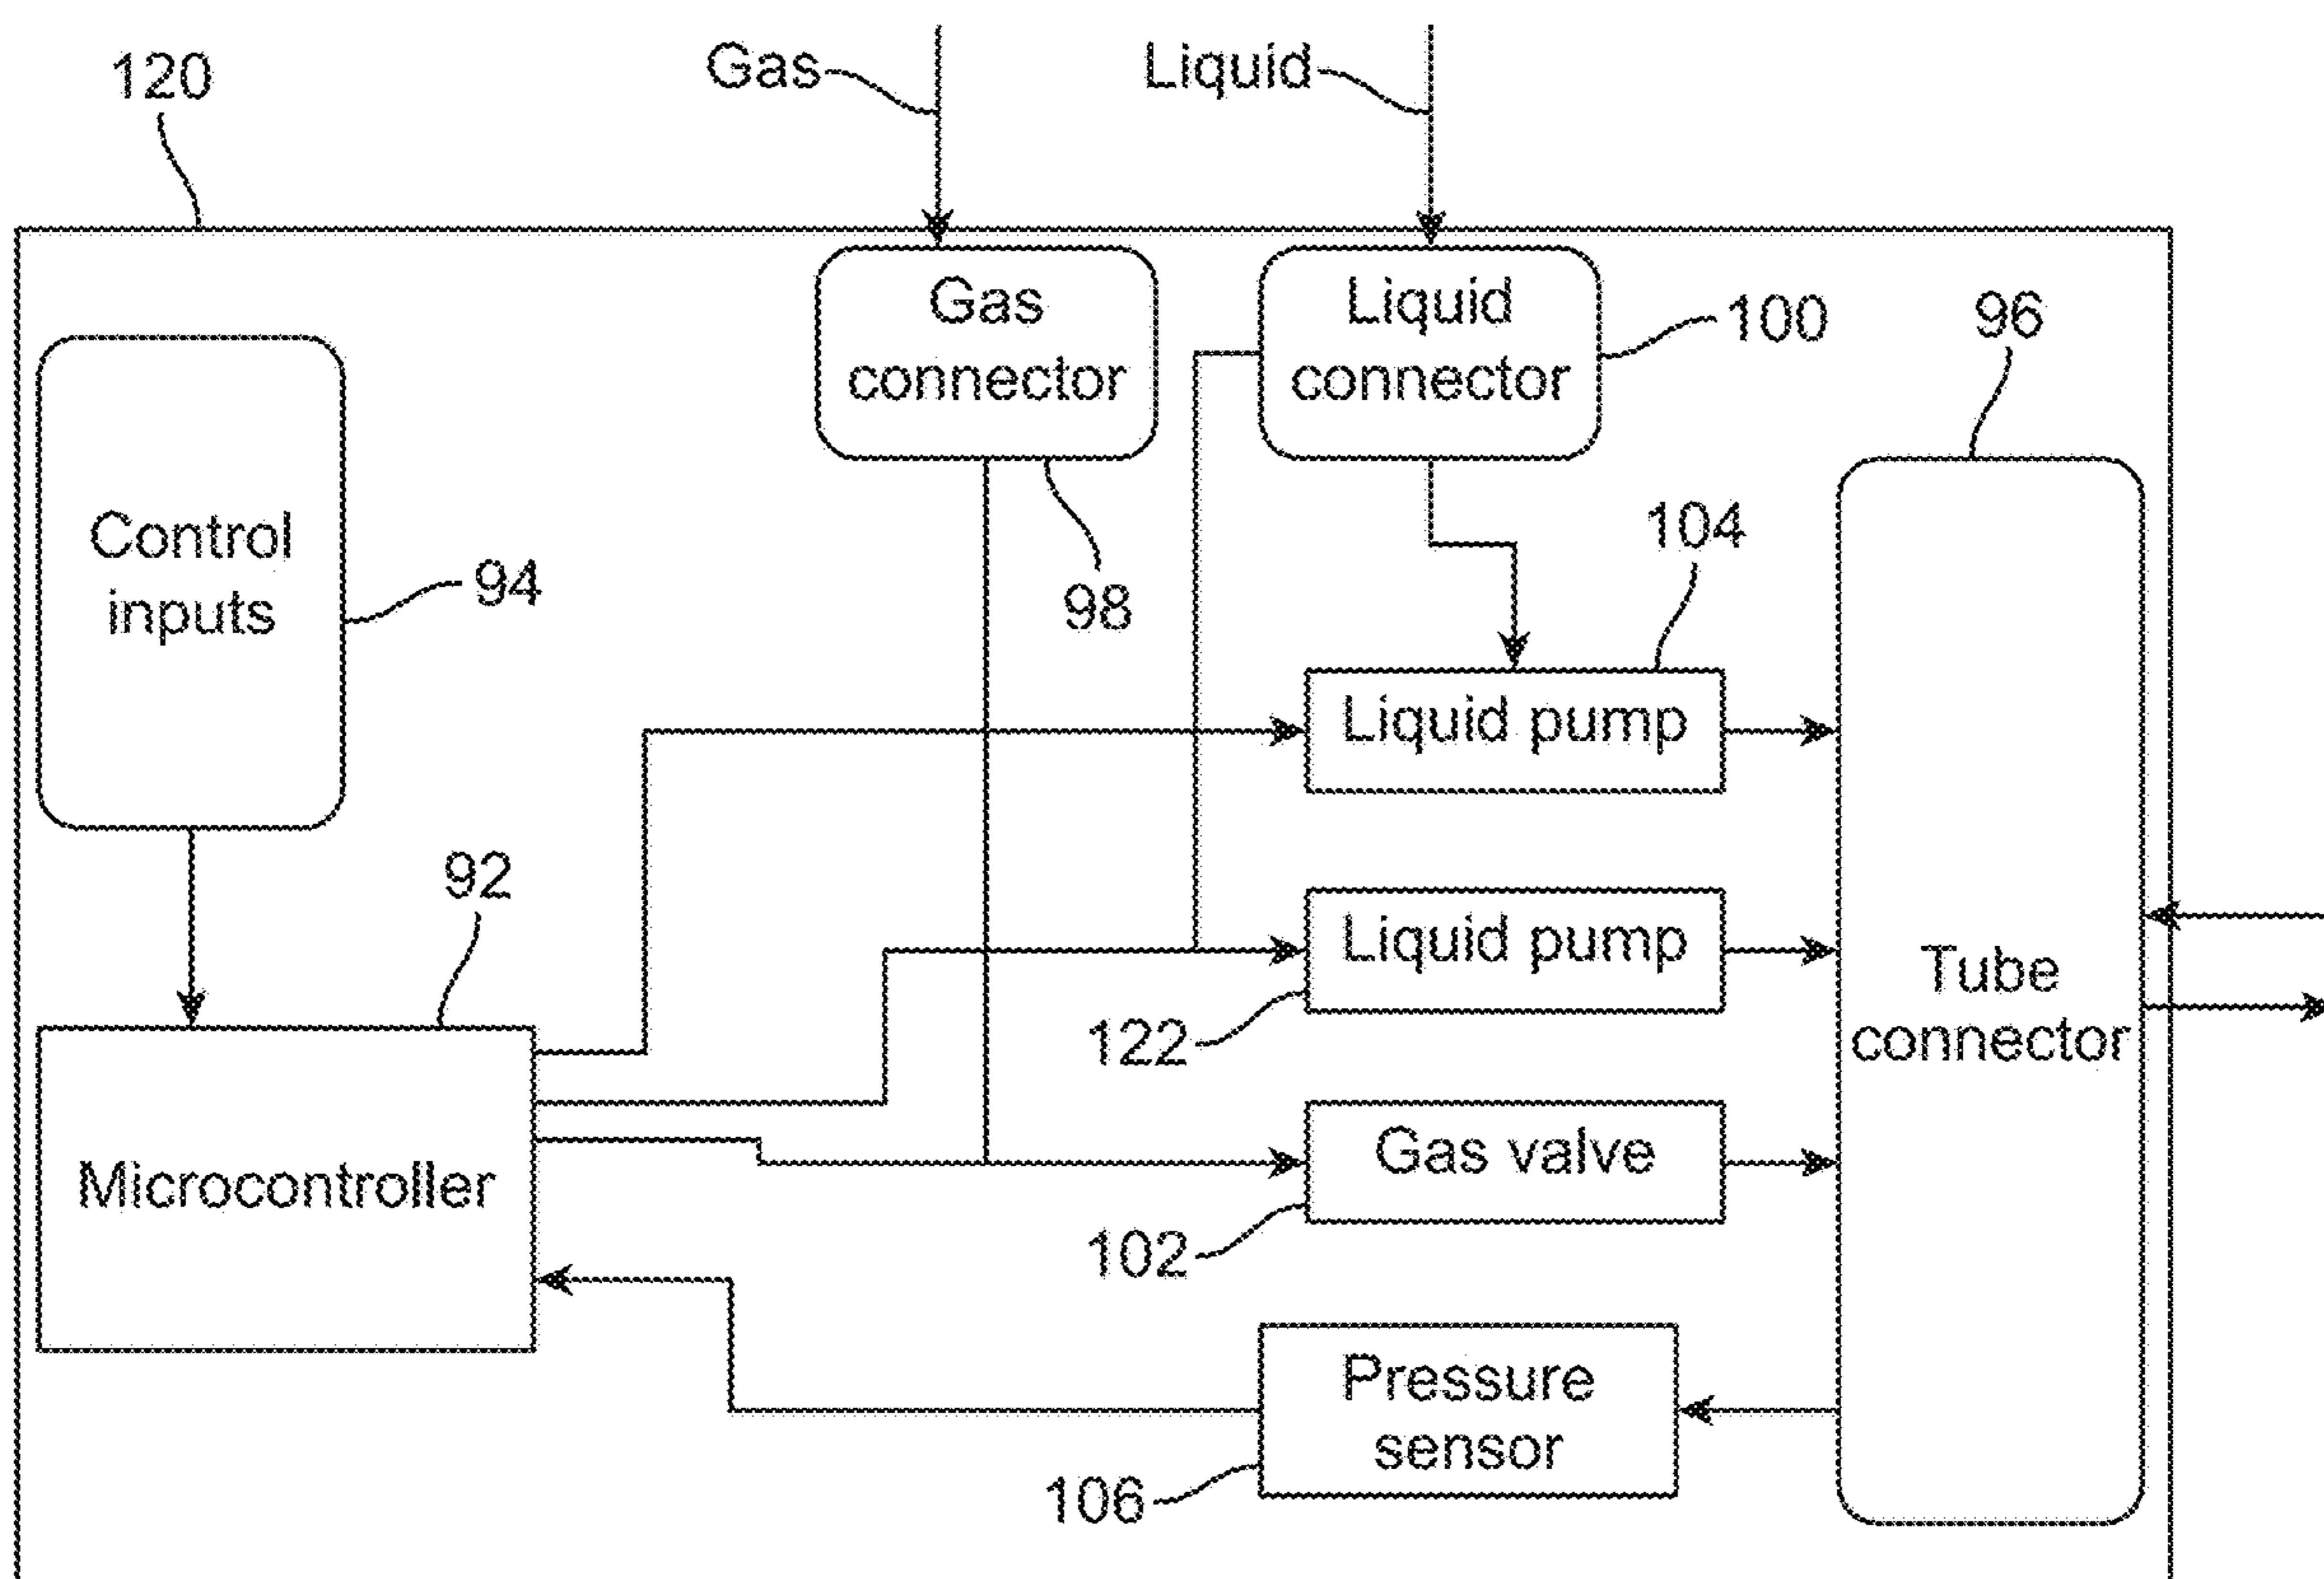 120
Gas
Liquid
Gas
connector
Liquid
connector
100
96
Control
inputs
94
98
104
Liquid pump
92
Liquid pump
122
Tube
connector
Microcontroller
Gas valve
102
Pressure
sensor
106